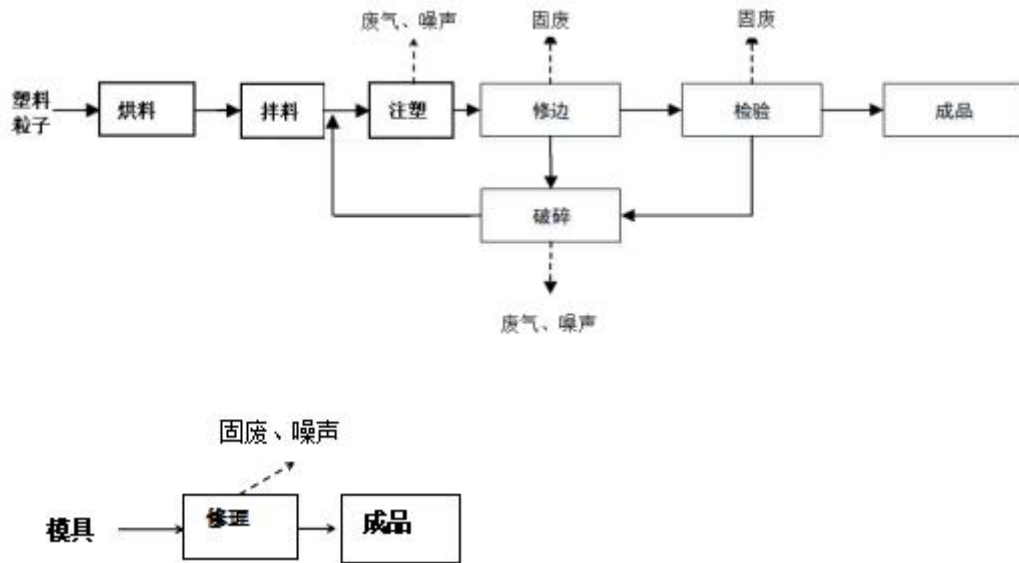 废气、噪声
固废
固废
塑料
粒子
烘料
拌料
注塑
修边
检验
成品
破碎
废气、噪声
固废、噪声
模具
修理
成品